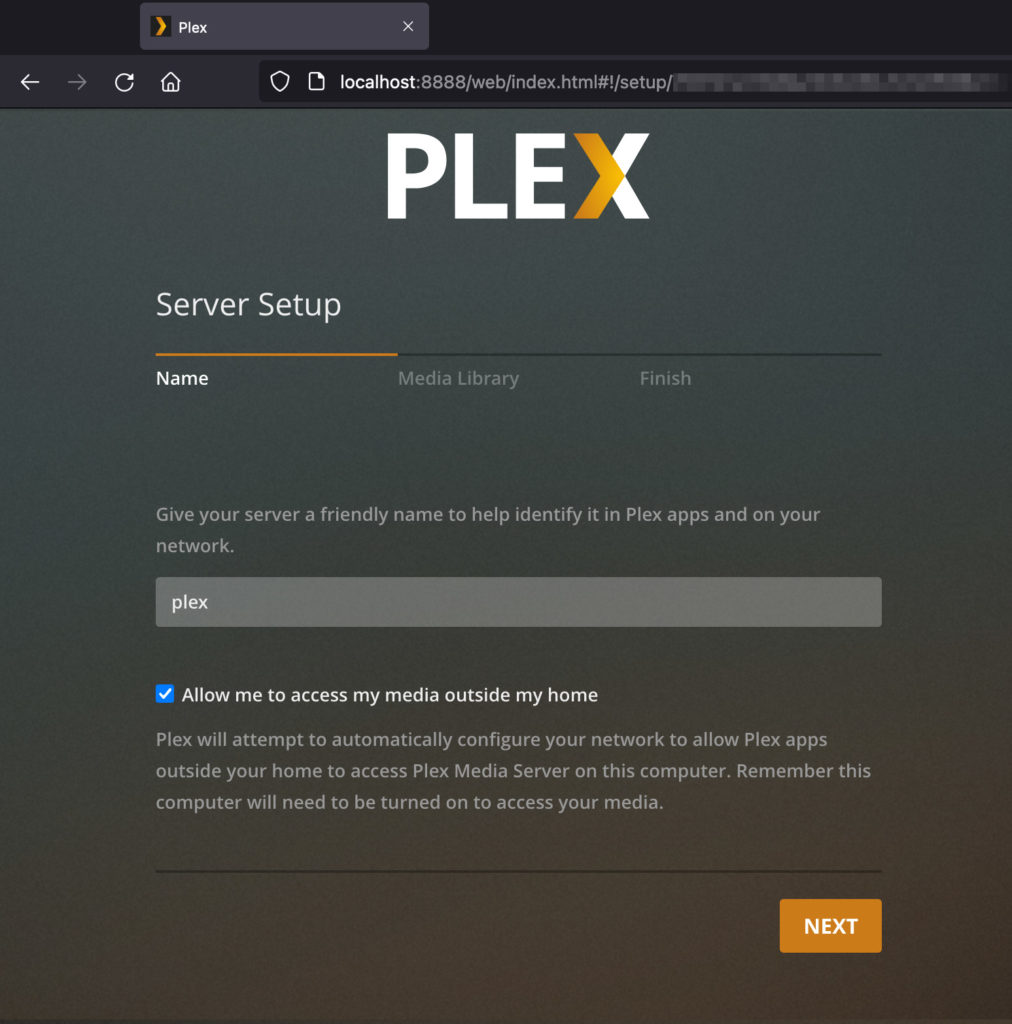 Plex
localhost:8888/web/index.html#!/setup/
PLEX
Server Setup
Name
Media Library
Finish
Give your server a friendly name to help identify it in Plex apps and on your
network.
plex
Allow me to access my media outside my home
Plex will attempt to automatically configure your network to allow Plex apps
outside your home to access Plex Media Server on this computer. Remember this
computer will need to be turned on to access your media.
NEXT